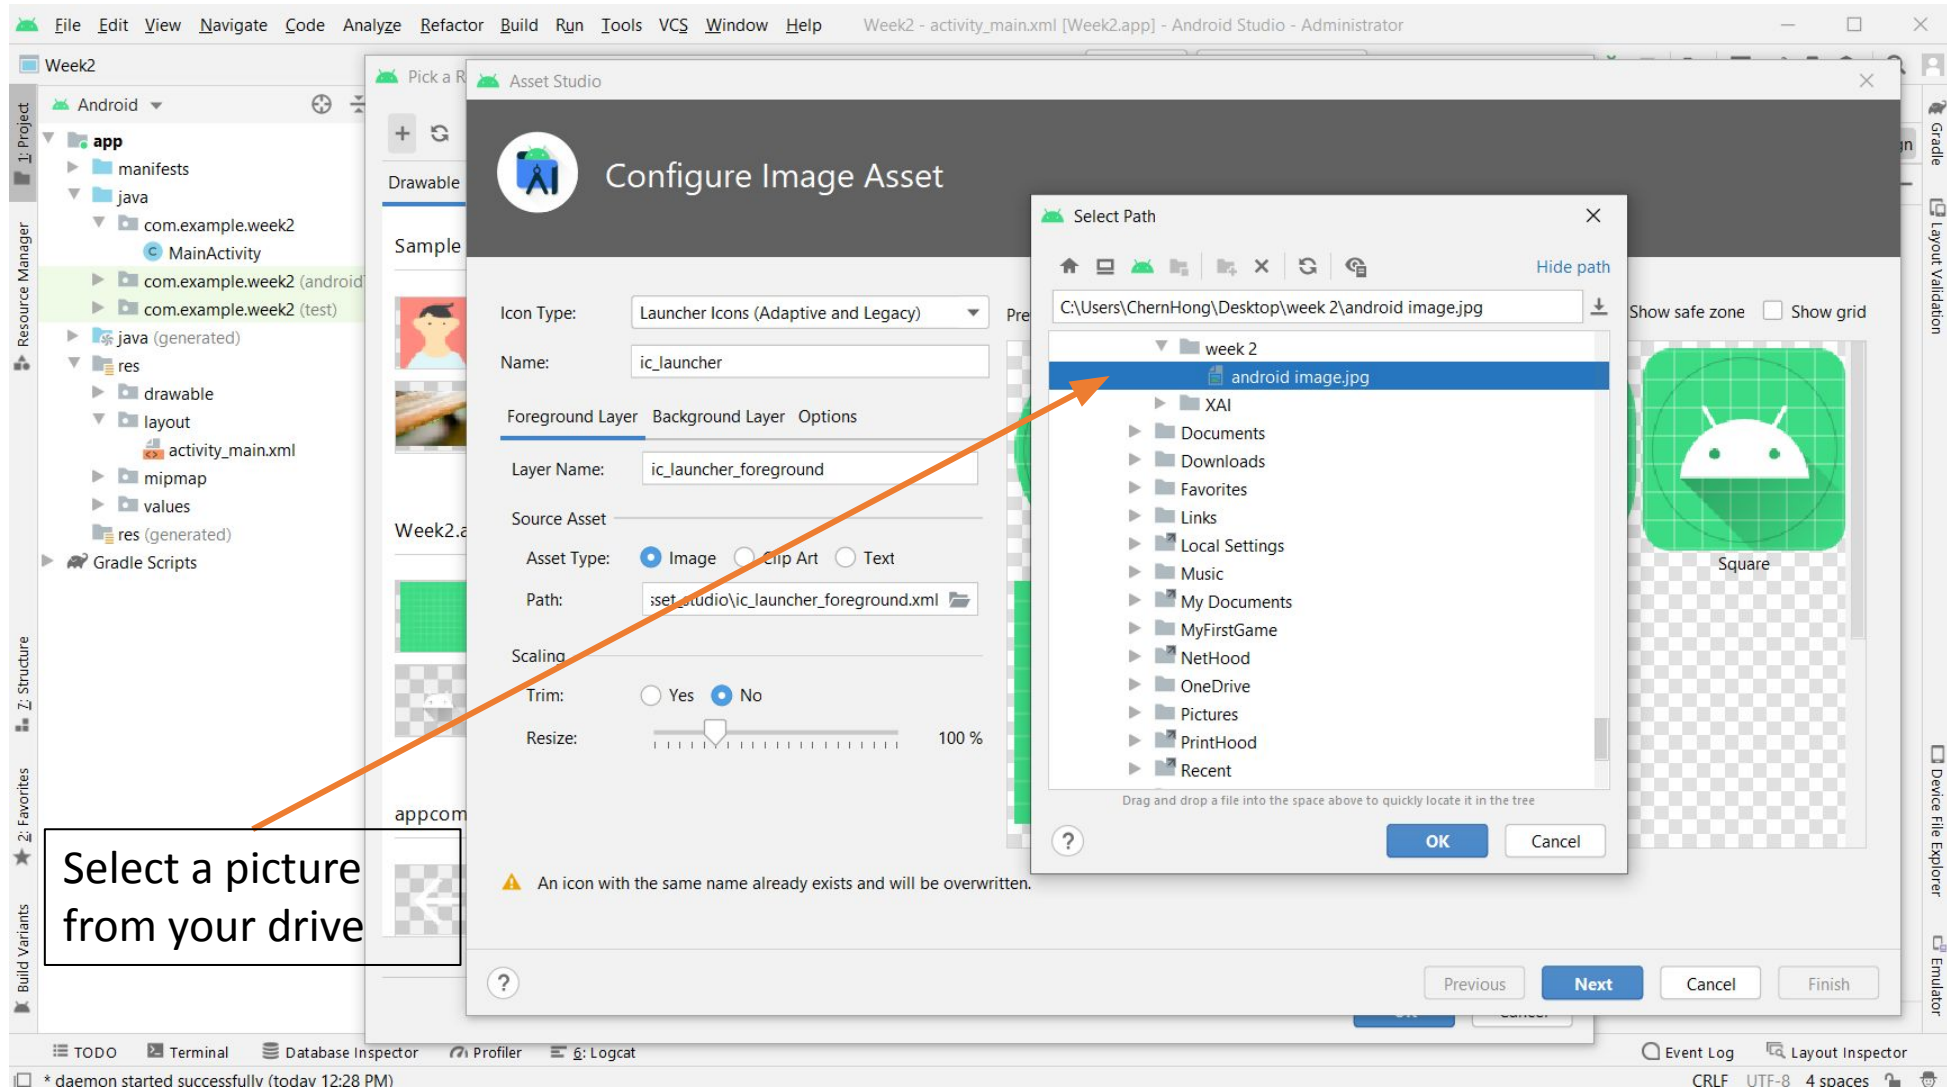 File Edit View Navigate Code Analyze Refactor Build Run Tools VCS Window Help Week2 - activity_main.xml [Week2.app] - Android Studio - Administrator
Week2
Pick a R
Asset Studio
1: Project
Resource Manager
7: Structure
2: Favorites
Build Variants
Android
app
manifests
java
com.example.week2
MainActivity
com.example.week2 (android
com.example.week2 (test)
java (generated)
res
drawable
layout
activity_main.xml
mipmap
values
res (generated)
Gradle Scripts
Drawable
Sample
Week2.a
appcom
Configure Image Asset
Icon Type: Launcher Icons (Adaptive and Legacy)
Name: ic_launcher
Foreground Layer Background Layer Options
Layer Name: ic_launcher_foreground
Source Asset
Asset Type: Image Clip Art Text
Path: sset_studio\ic_launcher_foreground.xml
Scaling
Trim: Yes No
Resize: 100 %
An icon with the same name already exists and will be overwritten.
Pre
Show safe zone Show grid
Square
Select Path
Hide path
C:\Users\ChernHong\Desktop\week 2\android image.jpg
week 2
android image.jpg
XAI
Documents
Downloads
Favorites
Links
Local Settings
Music
My Documents
MyFirstGame
NetHood
OneDrive
Pictures
PrintHood
Recent
Drag and drop a file into the space above to quickly locate it in the tree
? OK Cancel
Select a picture
from your drive
? Previous Next Cancel Finish
gn
Gradle
Layout Validation
Device File Explorer
Emulator
TODO Terminal Database Inspector Profiler 6: Logcat Event Log Layout Inspector
* daemon started successfully (today 12:28 PM) CRLF UTF-8 4 spaces